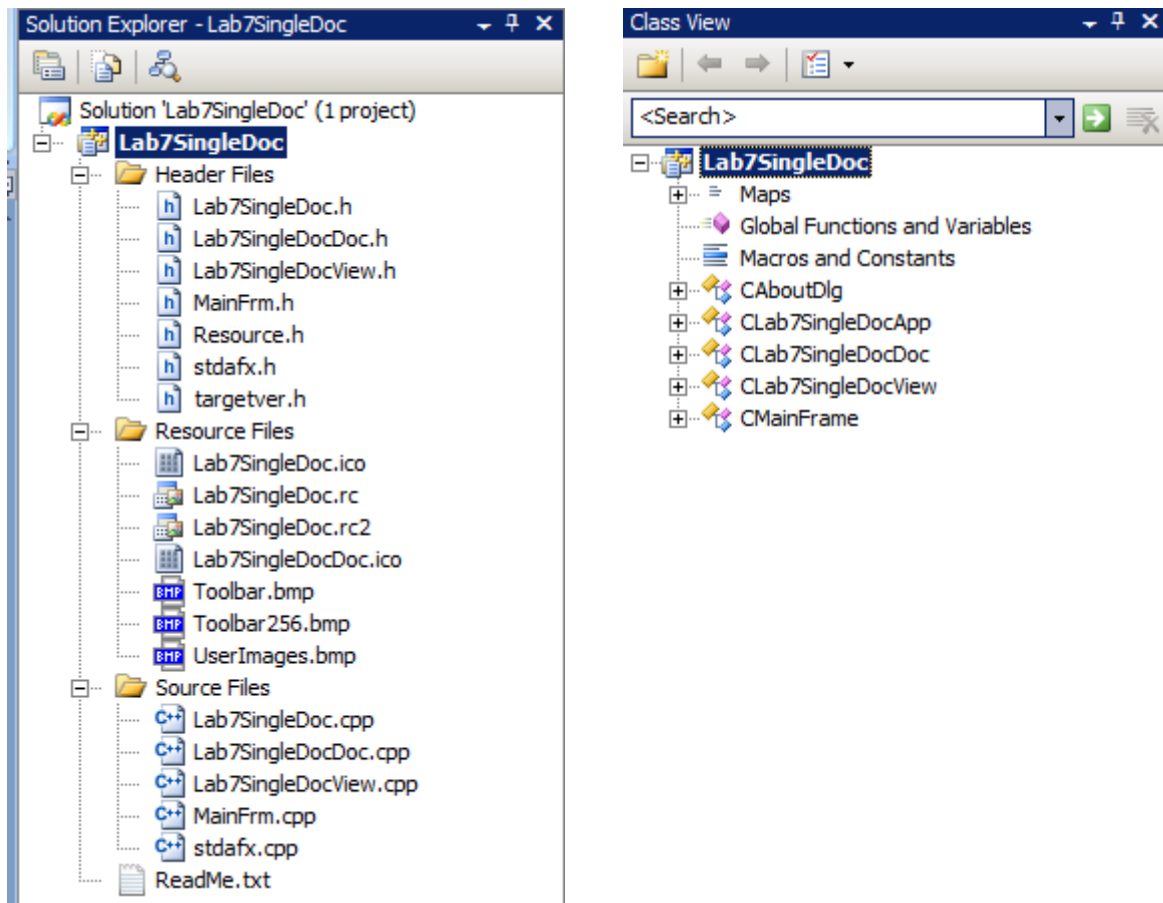 Solution Explorer - Lab7SingleDoc
Solution 'Lab7SingleDoc' (1 project)
Lab7SingleDoc
Header Files
h Lab7SingleDoc.h
h Lab7SingleDocDoc.h
h Lab7SingleDocView.h
h MainFrm.h
h Resource.h
h stdafx.h
h targetver.h
Resource Files
Lab7SingleDoc.ico
Lab7SingleDoc.rc
Lab7SingleDoc.rc2
Lab7SingleDocDoc.ico
BMP Toolbar.bmp
BMP Toolbar256.bmp
BMP UserImages.bmp
Source Files
C++ Lab7SingleDoc.cpp
C++ Lab7SingleDocDoc.cpp
C++ Lab7SingleDocView.cpp
C++ MainFrm.cpp
C++ stdafx.cpp
ReadMe.txt
Class View
<Search>
Lab7SingleDoc
Maps
Global Functions and Variables
Macros and Constants
CAboutDlg
CLab7SingleDocApp
CLab7SingleDocDoc
CLab7SingleDocView
CMainFrame